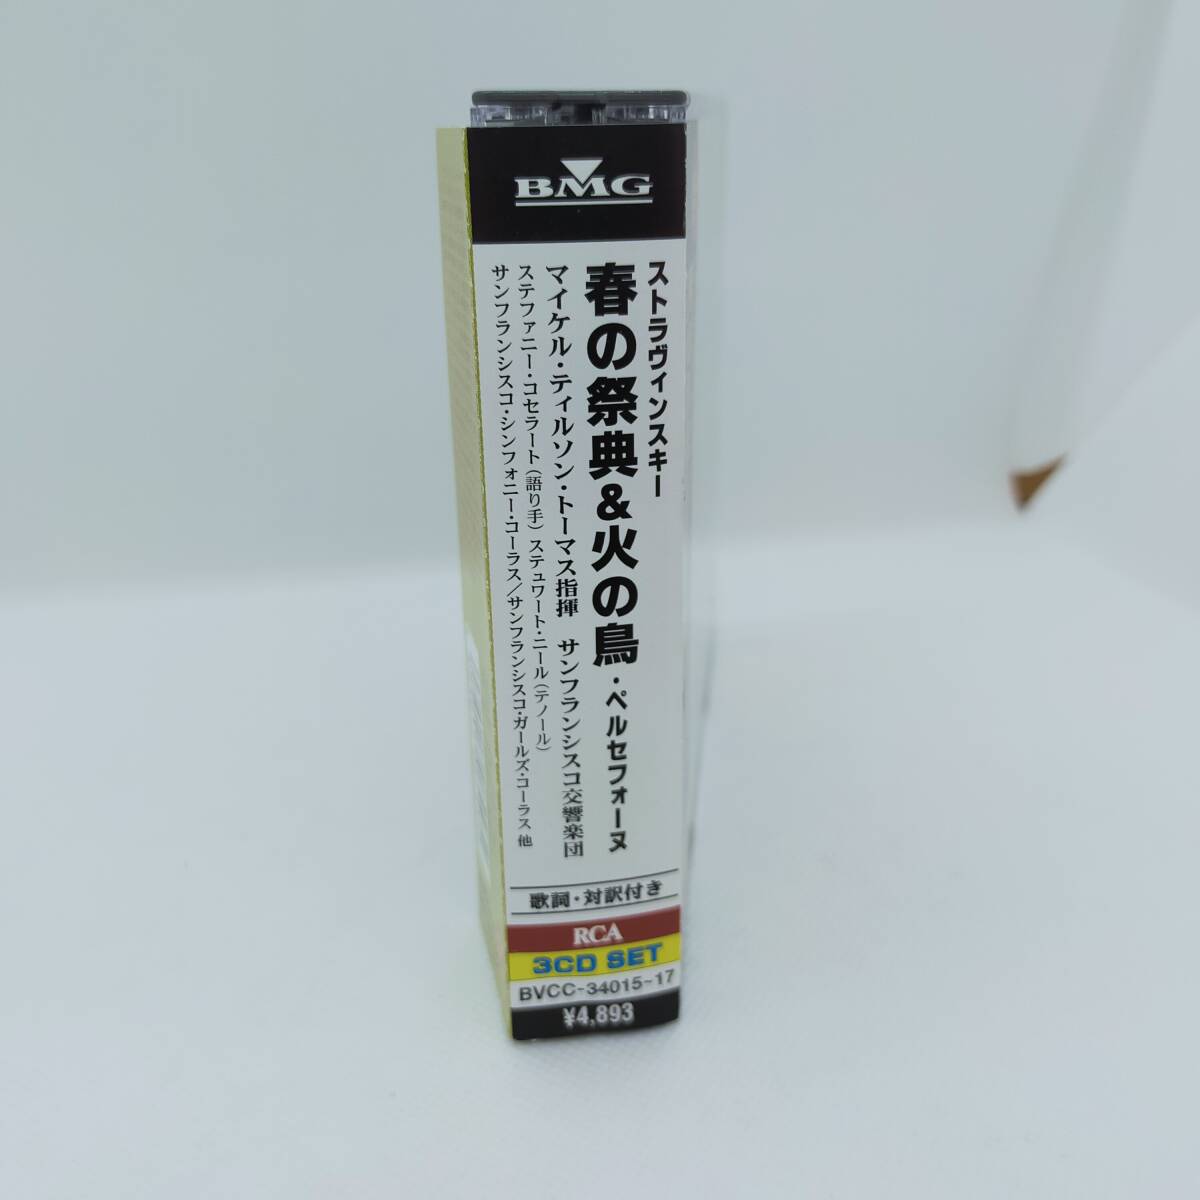 BMG
ストラヴィンスキー
春の祭典&火の鳥・ペルセフォーヌ
マイケル・ティルソン・トーマス指揮 サンフランシスコ交響楽団
ステファニー・コセラート(語り手) ステュワート・ニール(テノール)
サンフランシスコ・シンフォニー・コーラス/サンフランシスコ・ガールズ・コーラス 他
歌詞・対訳付き
RCA
3CD SET
BVCC-34015~17
¥4,893